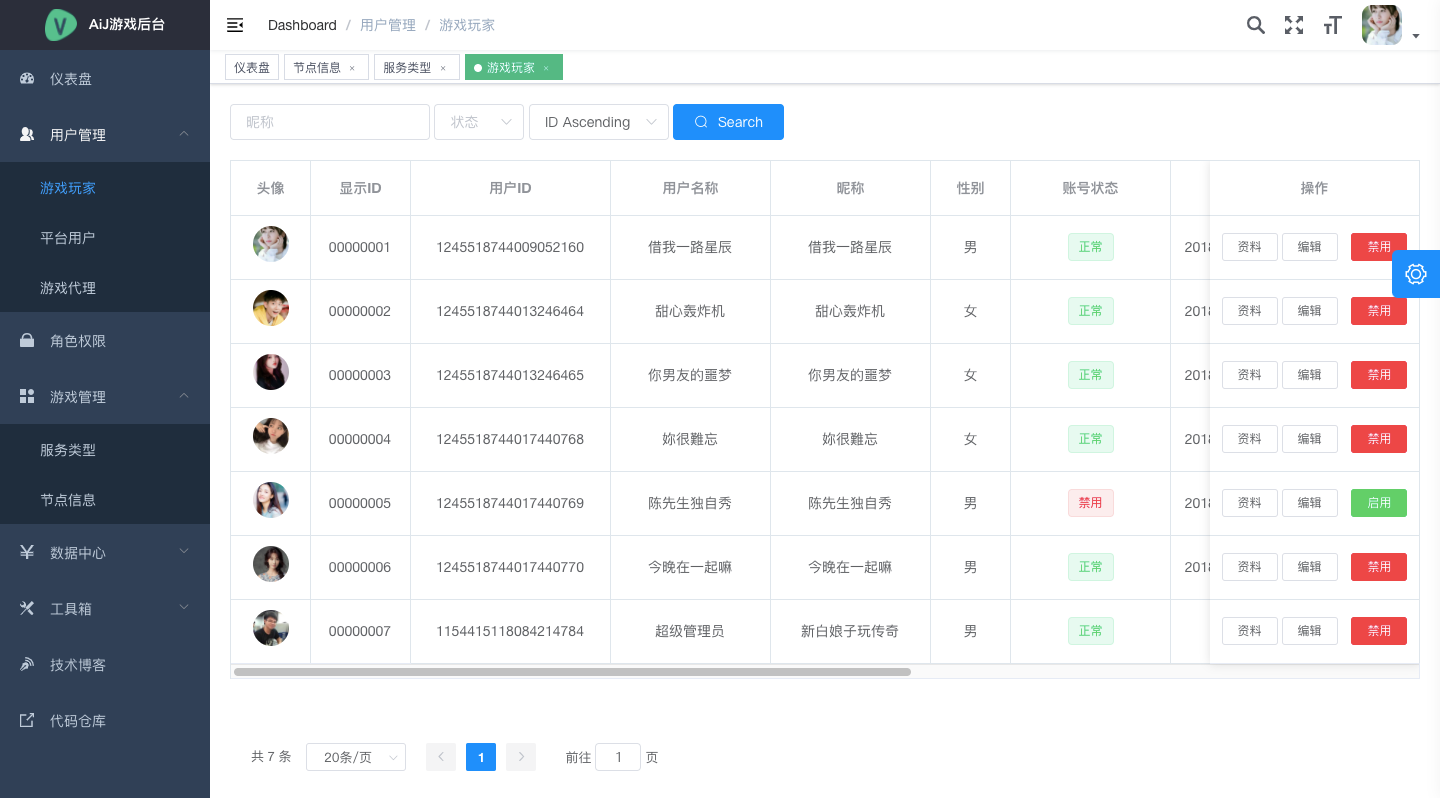 AiJ游戏后台
Dashboard / 用户管理 / 游戏玩家
仪表盘 节点信息 × 服务类型 × 游戏玩家 ×
仪表盘
用户管理
游戏玩家
平台用户
游戏代理
角色权限
游戏管理
服务类型
节点信息
数据中心
工具箱
技术博客
代码仓库
昵称 状态 ID Ascending Search
头像 显示ID 用户ID 用户名称 昵称 性别 账号状态 操作
00000001 1245518744009052160 借我一路星辰 借我一路星辰 男 正常 2018 资料 编辑 禁用
00000002 1245518744013246464 甜心轰炸机 甜心轰炸机 女 正常 2018 资料 编辑 禁用
00000003 1245518744013246465 你男友的噩梦 你男友的噩梦 女 正常 2018 资料 编辑 禁用
00000004 1245518744017440768 妳很難忘 妳很難忘 女 正常 2018 资料 编辑 禁用
00000005 1245518744017440769 陈先生独自秀 陈先生独自秀 男 禁用 2018 资料 编辑 启用
00000006 1245518744017440770 今晚在一起嘛 今晚在一起嘛 男 正常 2018 资料 编辑 禁用
00000007 1154415118084214784 超级管理员 新白娘子玩传奇 男 正常 资料 编辑 禁用
共 7 条 20条/页 1 前往 1 页